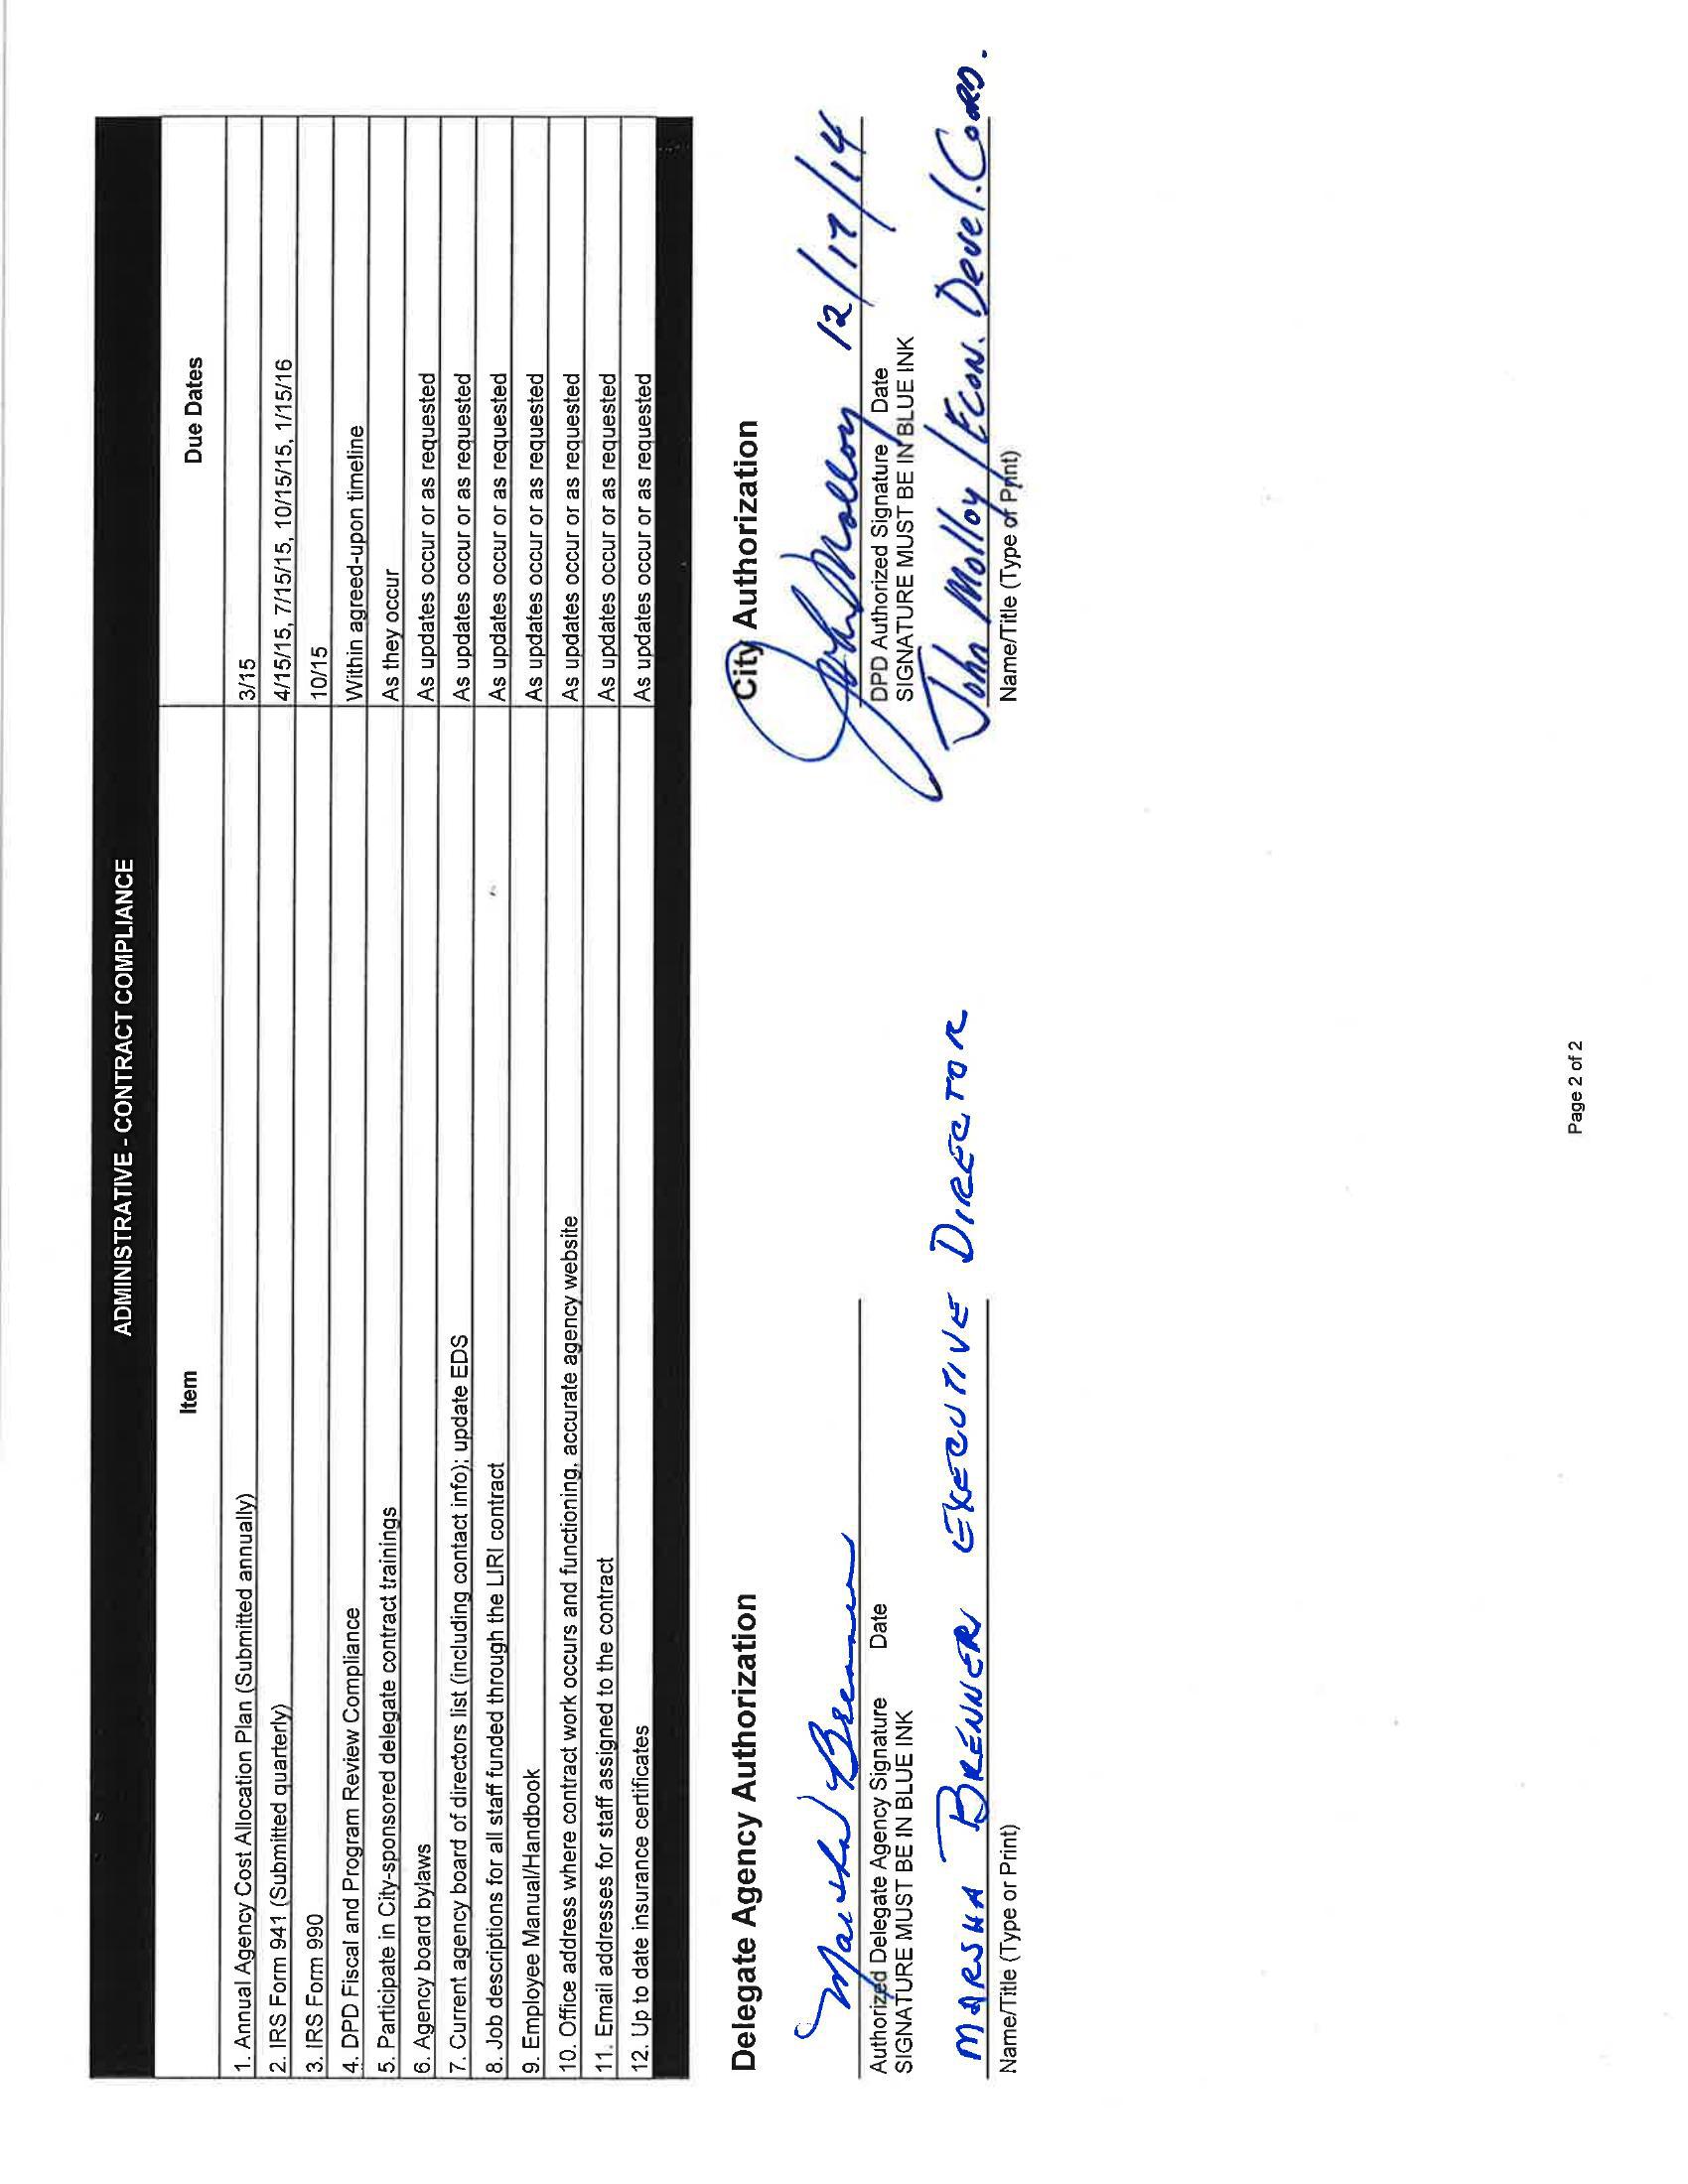 ADMINISTRATIVE - CONTRACT COMPLIANCE
Item Due Dates
1. Annual Agency Cost Allocation Plan (Submitted annually) 3/15
2. IRS Form 941 (Submitted quarterly) 4/15/15, 7/15/15, 10/15/15, 1/15/16
3. IRS Form 990 10/15
4. DPD Fiscal and Program Review Compliance Within agreed-upon timeline
5. Participate in City-sponsored delegate contract trainings As they occur
6. Agency board bylaws As updates occur or as requested
7. Current agency board of directors list (including contact info); update EDS As updates occur or as requested
8. Job descriptions for all staff funded through the LIRI contract As updates occur or as requested
9. Employee Manual/Handbook As updates occur or as requested
10. Office address where contract work occurs and functioning, accurate agency website As updates occur or as requested
11. Email addresses for staff assigned to the contract As updates occur or as requested
12. Up to date insurance certificates As updates occur or as requested
Delegate Agency Authorization City Authorization
Marsha Brenner John Molloy 12/17/14
Authorized Delegate Agency Signature Date DPD Authorized Signature Date
SIGNATURE MUST BE IN BLUE INK SIGNATURE MUST BE IN BLUE INK
MARSHA BRENNER EXECUTIVE DIRECTOR John Molloy / Econ. Devel. Coord.
Name/Title (Type or Print) Name/Title (Type of Print)
Page 2 of 2